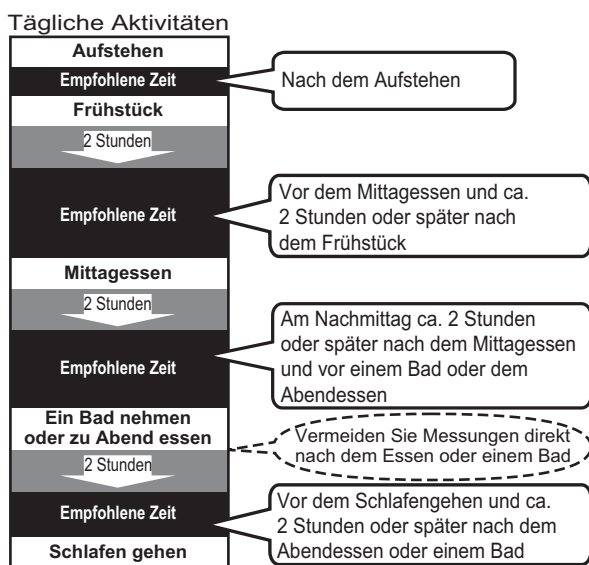 Tägliche Aktivitäten
Aufstehen
Empfohlene Zeit
Nach dem Aufstehen
Frühstück
2 Stunden
Empfohlene Zeit
Vor dem Mittagessen und ca.
2 Stunden oder später nach
dem Frühstück
Mittagessen
2 Stunden
Empfohlene Zeit
Am Nachmittag ca. 2 Stunden
oder später nach dem Mittagessen
und vor einem Bad oder dem
Abendessen
Ein Bad nehmen
oder zu Abend essen
Vermeiden Sie Messungen direkt
nach dem Essen oder einem Bad
2 Stunden
Empfohlene Zeit
Vor dem Schlafengehen und ca.
2 Stunden oder später nach dem
Abendessen oder einem Bad
Schlafen gehen